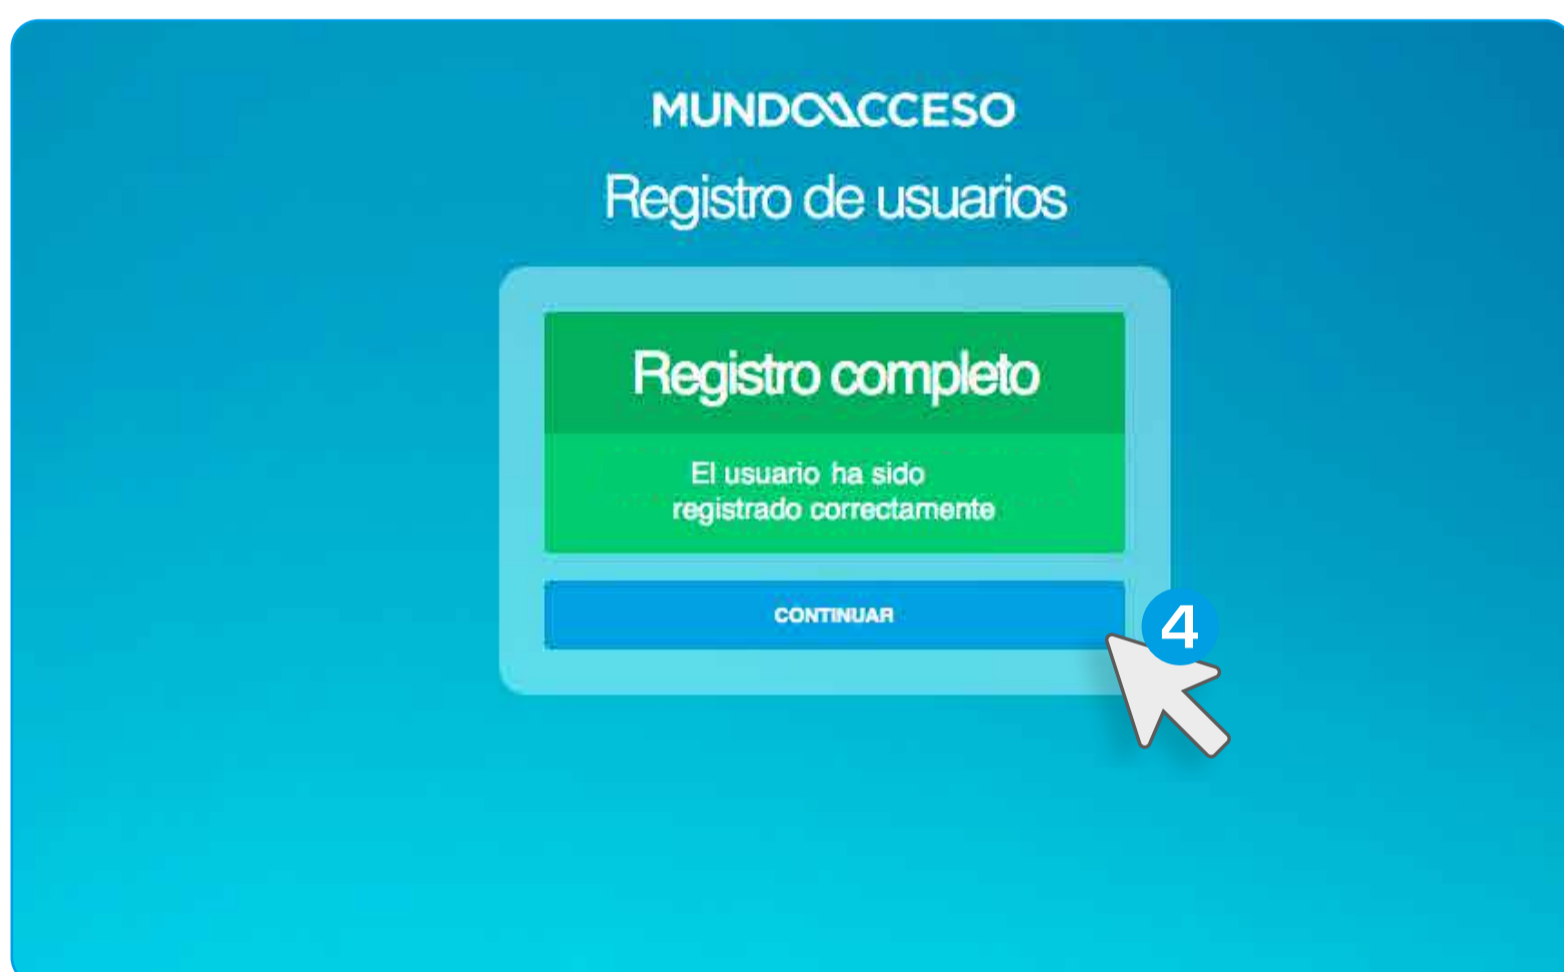 MUNDOACCESO
Registro de usuarios
Registro completo
El usuario ha sido
registrado correctamente
CONTINUAR
4